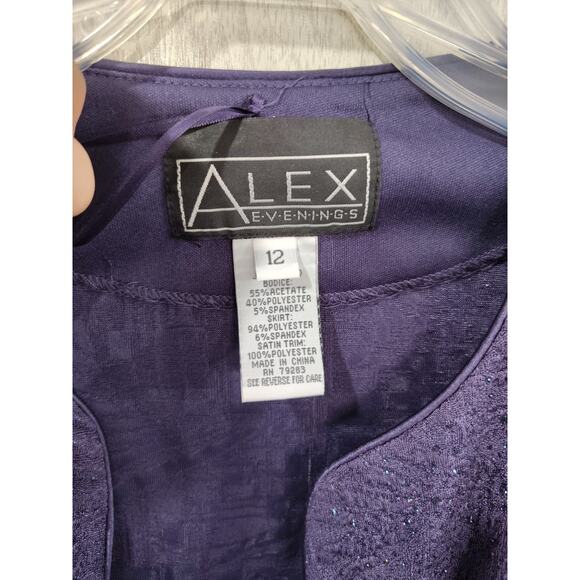 ALEX
E·V·E·N·I·N·G·S
12
BODICE:
55%ACETATE
40%POLYESTER
5%SPANDEX
SKIRT:
94%POLYESTER
6%SPANDEX
SATIN TRIM:
100%POLYESTER
MADE IN CHINA
RN 79283
SEE REVERSE FOR CARE